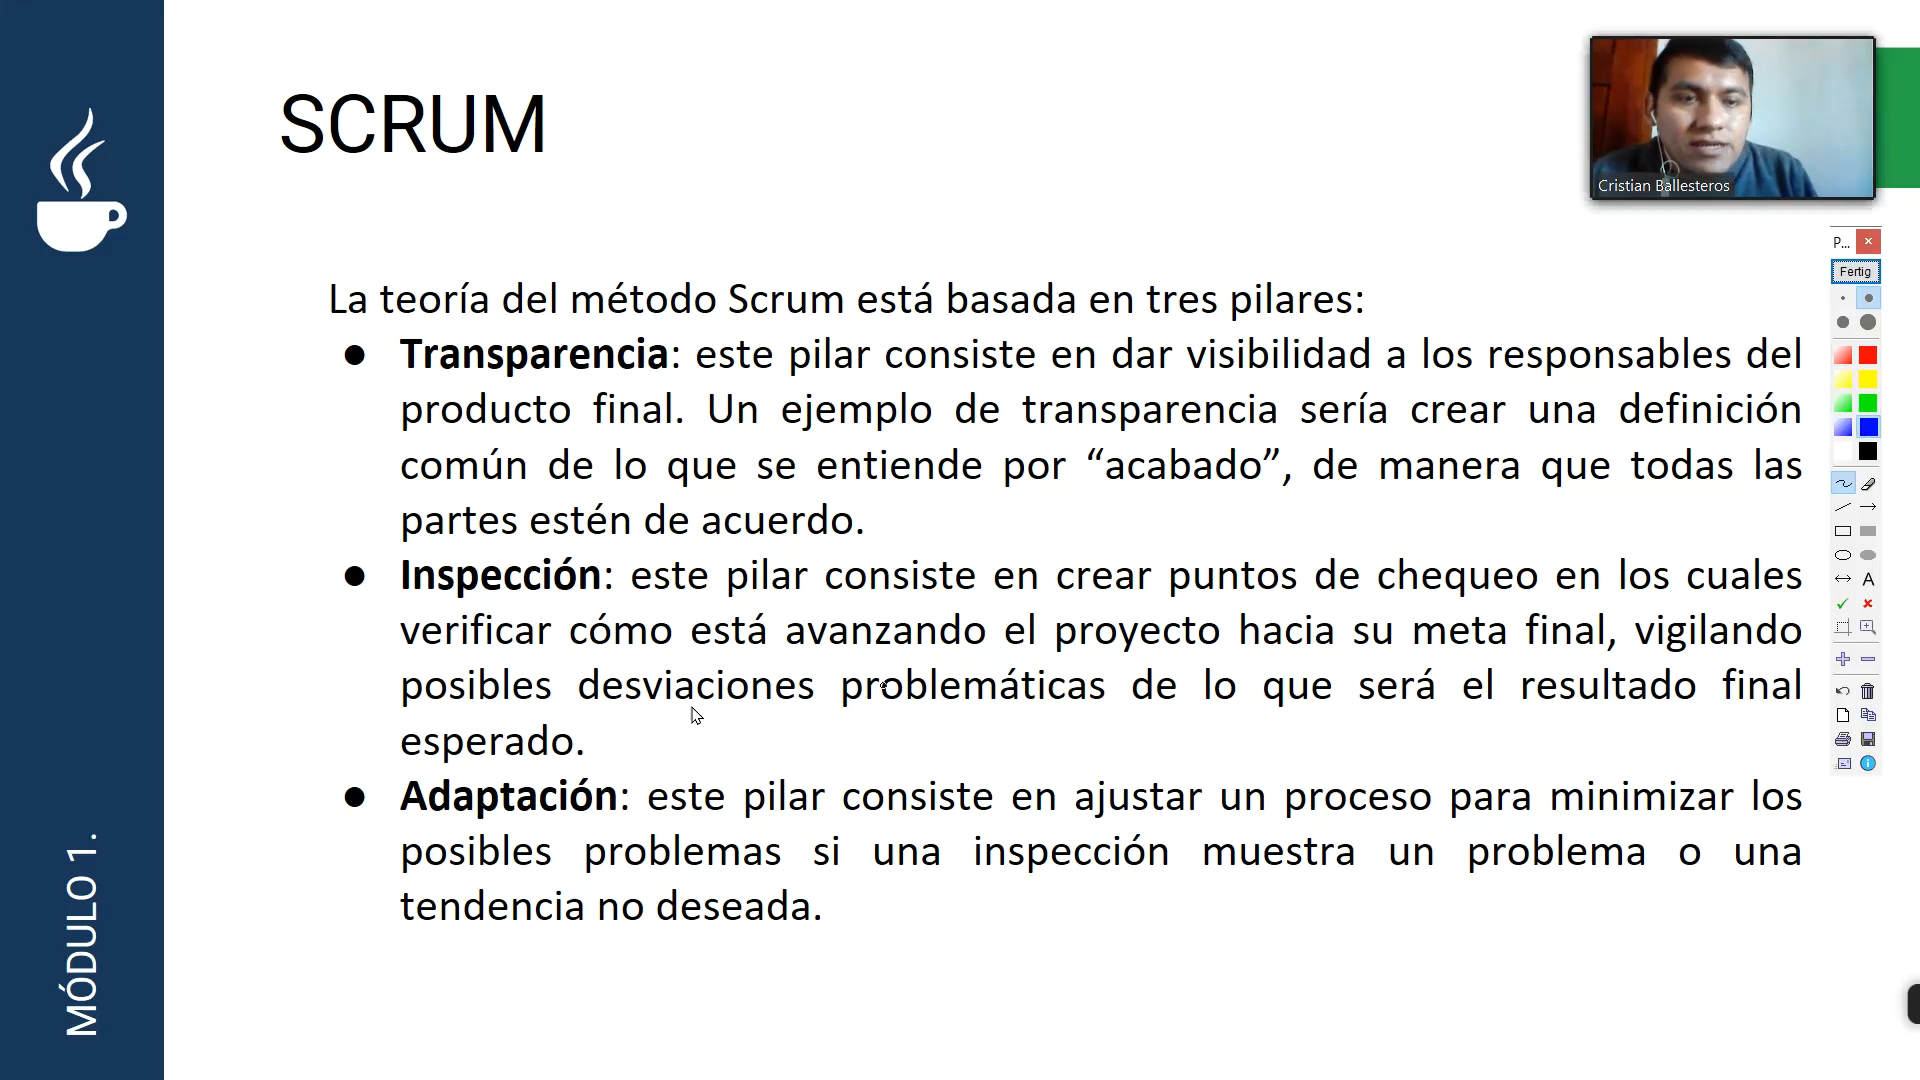 SCRUM
Cristian Ballesteros
P...
Fertig
A
La teoría del método Scrum está basada en tres pilares:
● Transparencia: este pilar consiste en dar visibilidad a los responsables del
producto final. Un ejemplo de transparencia sería crear una definición
común de lo que se entiende por “acabado”, de manera que todas las
partes estén de acuerdo.
● Inspección: este pilar consiste en crear puntos de chequeo en los cuales
verificar cómo está avanzando el proyecto hacia su meta final, vigilando
posibles desviaciones problemáticas de lo que será el resultado final
esperado.
● Adaptación: este pilar consiste en ajustar un proceso para minimizar los
posibles problemas si una inspección muestra un problema o una
tendencia no deseada.
MÓDULO 1.